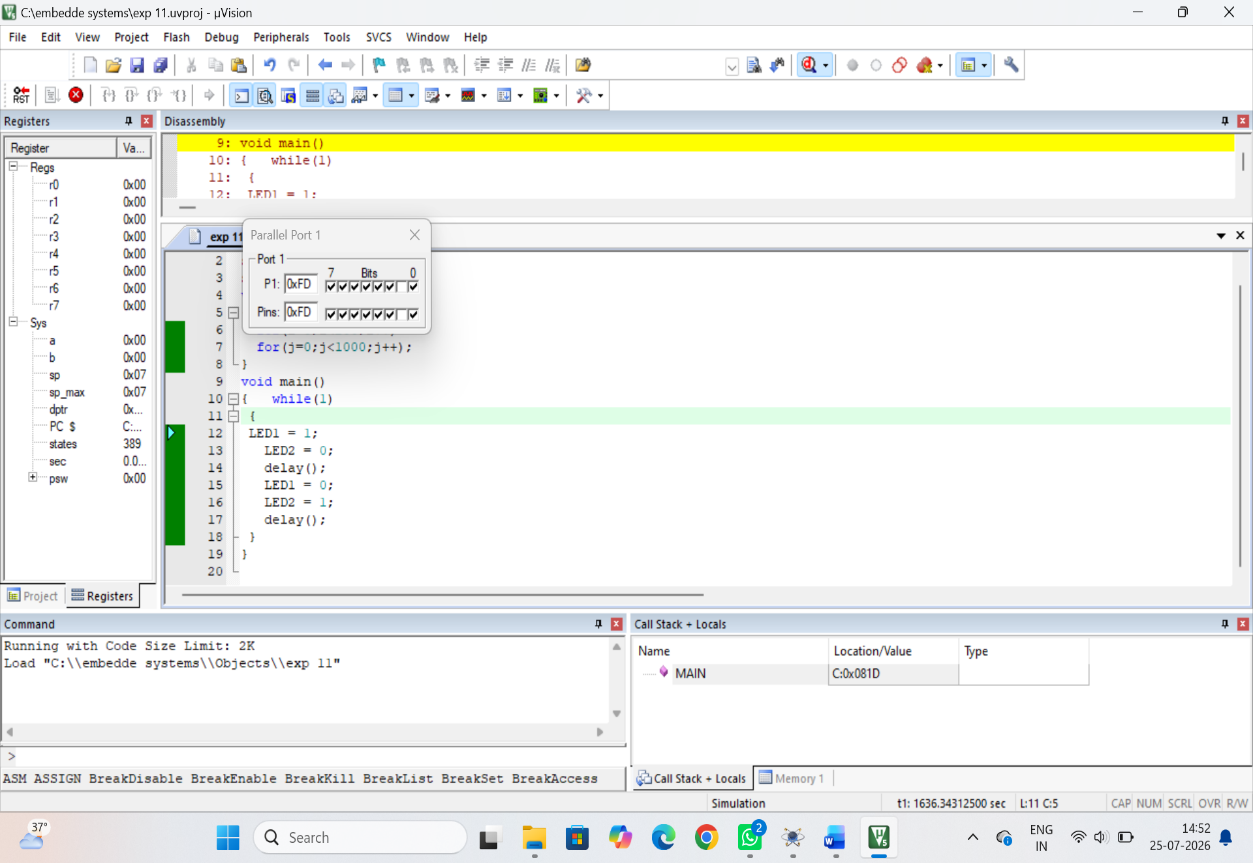 C:\embedde systems\exp 11.uvproj - µVision
File Edit View Project Flash Debug Peripherals Tools SVCS Window Help
RST
Registers
Register Va...
Regs
r0 0x00
r1 0x00
r2 0x00
r3 0x00
r4 0x00
r5 0x00
r6 0x00
r7 0x00
Sys
a 0x00
b 0x00
sp 0x07
sp_max 0x07
dptr 0x...
PC $ C:...
states 389
sec 0.0...
psw 0x00
Project Registers
Disassembly
9: void main()
10: { while(1)
11: {
12: LED1 = 1;
exp 11
Parallel Port 1
Port 1
7 Bits 0
P1: 0xFD
Pins: 0xFD
2
3
4
5
6
7 for(j=0;j<1000;j++);
8 }
9 void main()
10 { while(1)
11 {
12 LED1 = 1;
13 LED2 = 0;
14 delay();
15 LED1 = 0;
16 LED2 = 1;
17 delay();
18 }
19 }
20
Command
Running with Code Size Limit: 2K
Load "C:\\embedde systems\\Objects\\exp 11"
>
ASM ASSIGN BreakDisable BreakEnable BreakKill BreakList BreakSet BreakAccess
Call Stack + Locals
Name Location/Value Type
MAIN C:0x081D
Call Stack + Locals Memory 1
Simulation t1: 1636.34312500 sec L:11 C:5 CAP NUM SCRL OVR R/W
37°
Search
2
ENG
IN
14:52
25-07-2026